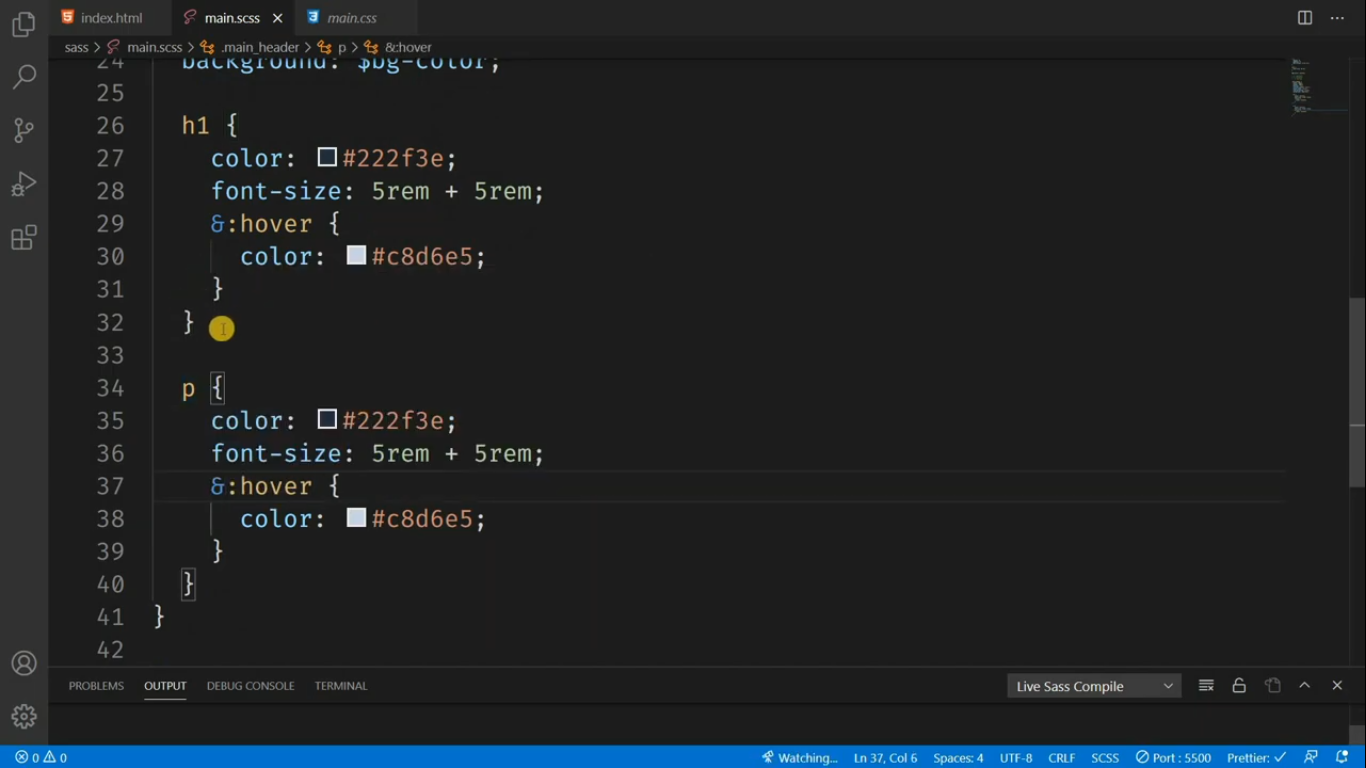 index.html main.scss main.css
sass > main.scss > .main_header > p > &:hover
24 background: $bg-color;
25
26 h1 {
27 color: #222f3e;
28 font-size: 5rem + 5rem;
29 &:hover {
30 color: #c8d6e5;
31 }
32 }
33
34 p {
35 color: #222f3e;
36 font-size: 5rem + 5rem;
37 &:hover {
38 color: #c8d6e5;
39 }
40 }
41 }
42
PROBLEMS OUTPUT DEBUG CONSOLE TERMINAL Live Sass Compile
0 0 Watching... Ln 37, Col 6 Spaces: 4 UTF-8 CRLF SCSS Port : 5500 Prettier: ✓